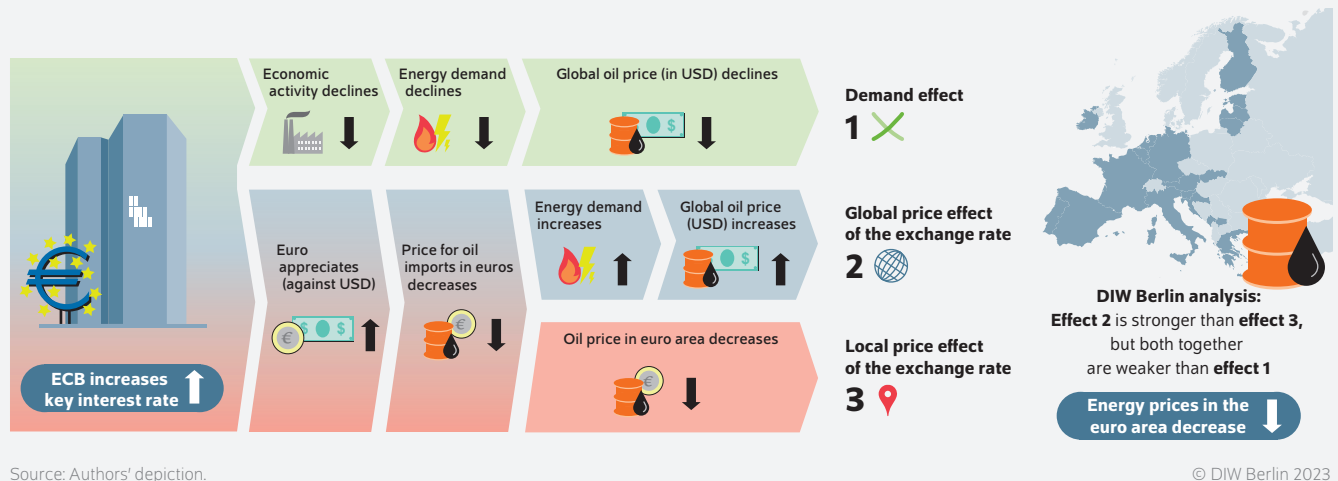 ECB increases
key interest rate
Economic
activity declines
Energy demand
declines
Global oil price (in USD) declines
$
Demand effect
1
Euro
appreciates
(against USD)
€
$ $
Price for oil
imports in euros
decreases
€
Energy demand
increases
Global oil price
(USD) increases
$
Global price effect
of the exchange rate
2
Oil price in euro area decreases
€
Local price effect
of the exchange rate
3
DIW Berlin analysis:
Effect 2 is stronger than effect 3,
but both together
are weaker than effect 1
Energy prices in the
euro area decrease
Source: Authors’ depiction.
© DIW Berlin 2023